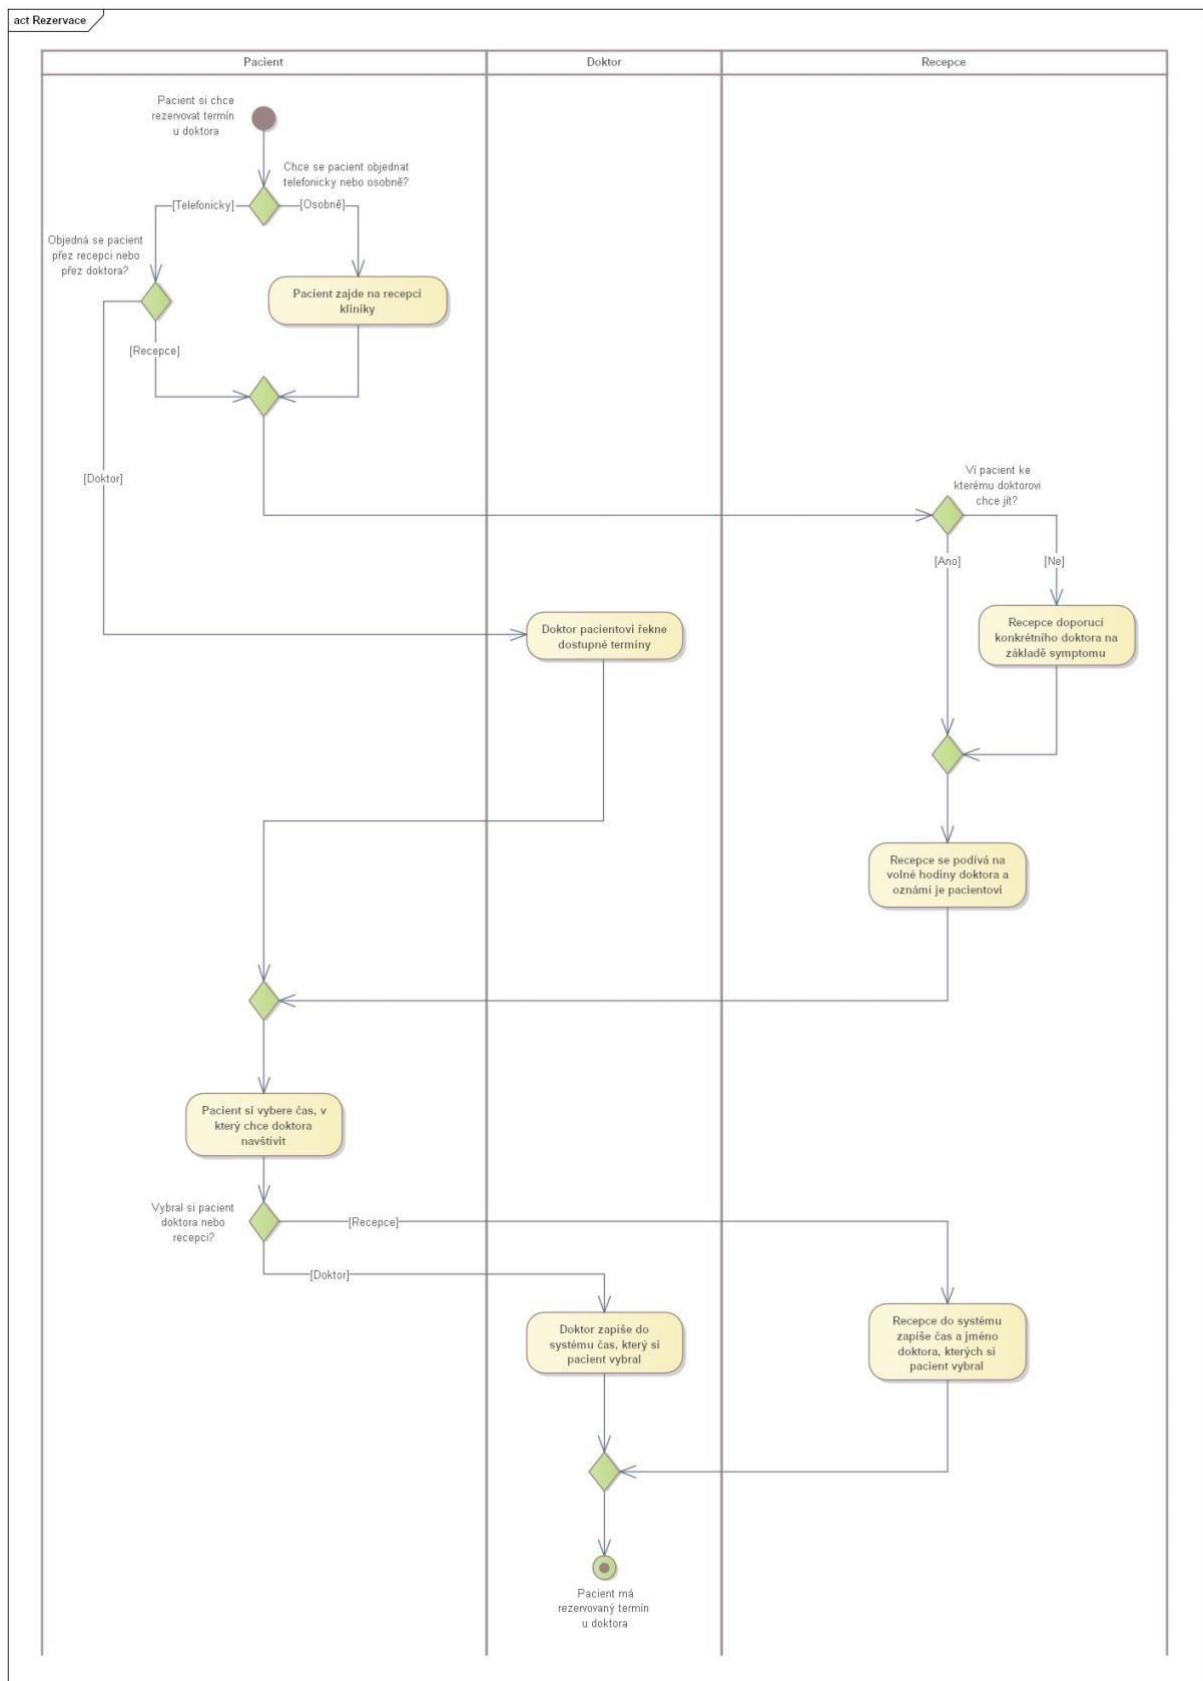 act Rezervace
Pacient
Doktor
Recepce
Pacient si chce
rezervovat termín
u doktora
Chce se pacient objednat
telefonicky nebo osobně?
[Telefonicky]
[Osobně]
Objedná se pacient
přez recepci nebo
přez doktora?
Pacient zajde na recepci
kliniky
[Recepce]
[Doktor]
Ví pacient ke
kterému doktorovi
chce jít?
[Ano]
[Ne]
Doktor pacientovi řekne
dostupné termíny
Recepce doporucí
konkrétního doktora na
základě symptomu
Recepce se podívá na
volné hodiny doktora a
oznámí je pacientovi
Pacient si vybere čas, v
který chce doktora
navštívit
Vybral si pacient
doktora nebo
recepci?
[Recepce]
[Doktor]
Doktor zapíše do
systému čas, který si
pacient vybral
Recepce do systému
zapíše čas a jméno
doktora, kterých si
pacient vybral
Pacient má
rezervovaný termín
u doktora